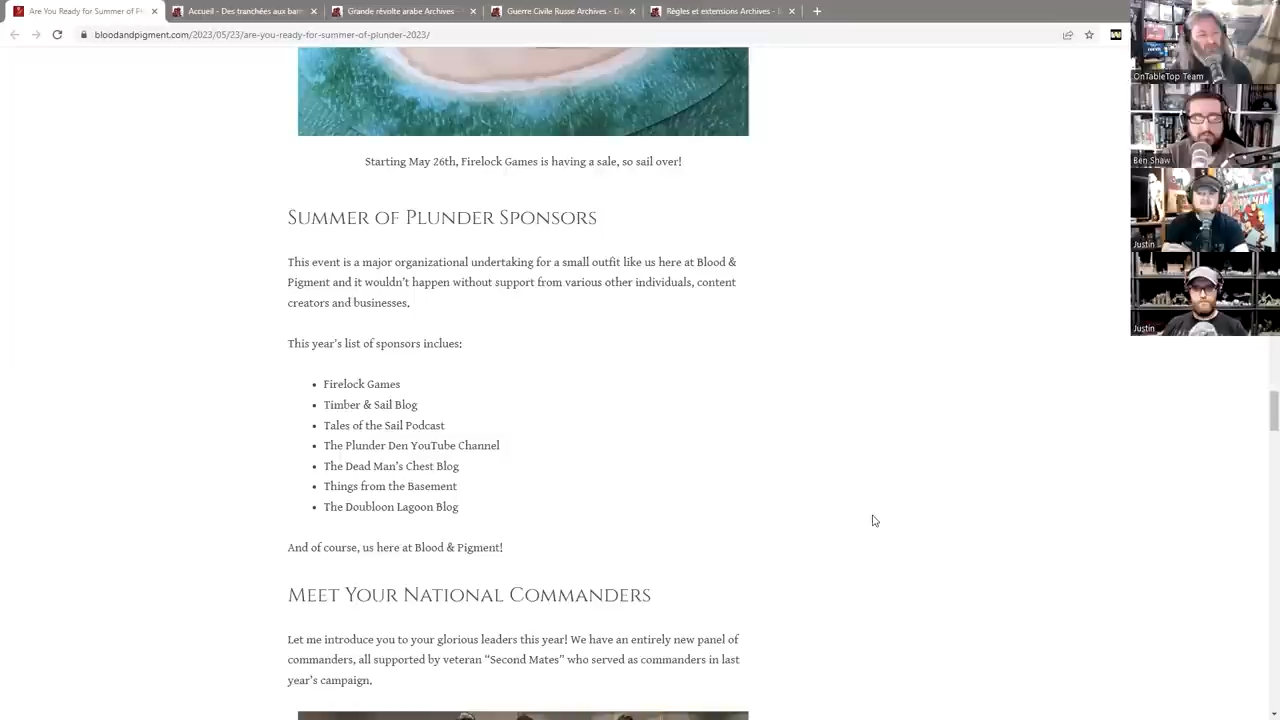 Are You Ready for Summer of Pl
Accueil - Des tranchées aux barr
Grande révolte arabe Archives -
Guerre Civile Russe Archives - D
Règles et extensions Archives - D
bloodandpigment.com/2023/05/23/are-you-ready-for-summer-of-plunder-2023/
OnTableTop Team
Ben Shaw
Justin
Justin
Starting May 26th, Firelock Games is having a sale, so sail over!
Summer of Plunder Sponsors
This event is a major organizational undertaking for a small outfit like us here at Blood &
Pigment and it wouldn't happen without support from various other individuals, content
creators and businesses.
This year's list of sponsors inclues:
• Firelock Games
• Timber & Sail Blog
• Tales of the Sail Podcast
• The Plunder Den YouTube Channel
• The Dead Man's Chest Blog
• Things from the Basement
• The Doubloon Lagoon Blog
And of course, us here at Blood & Pigment!
Meet Your National Commanders
Let me introduce you to your glorious leaders this year! We have an entirely new panel of
commanders, all supported by veteran “Second Mates” who served as commanders in last
year's campaign.